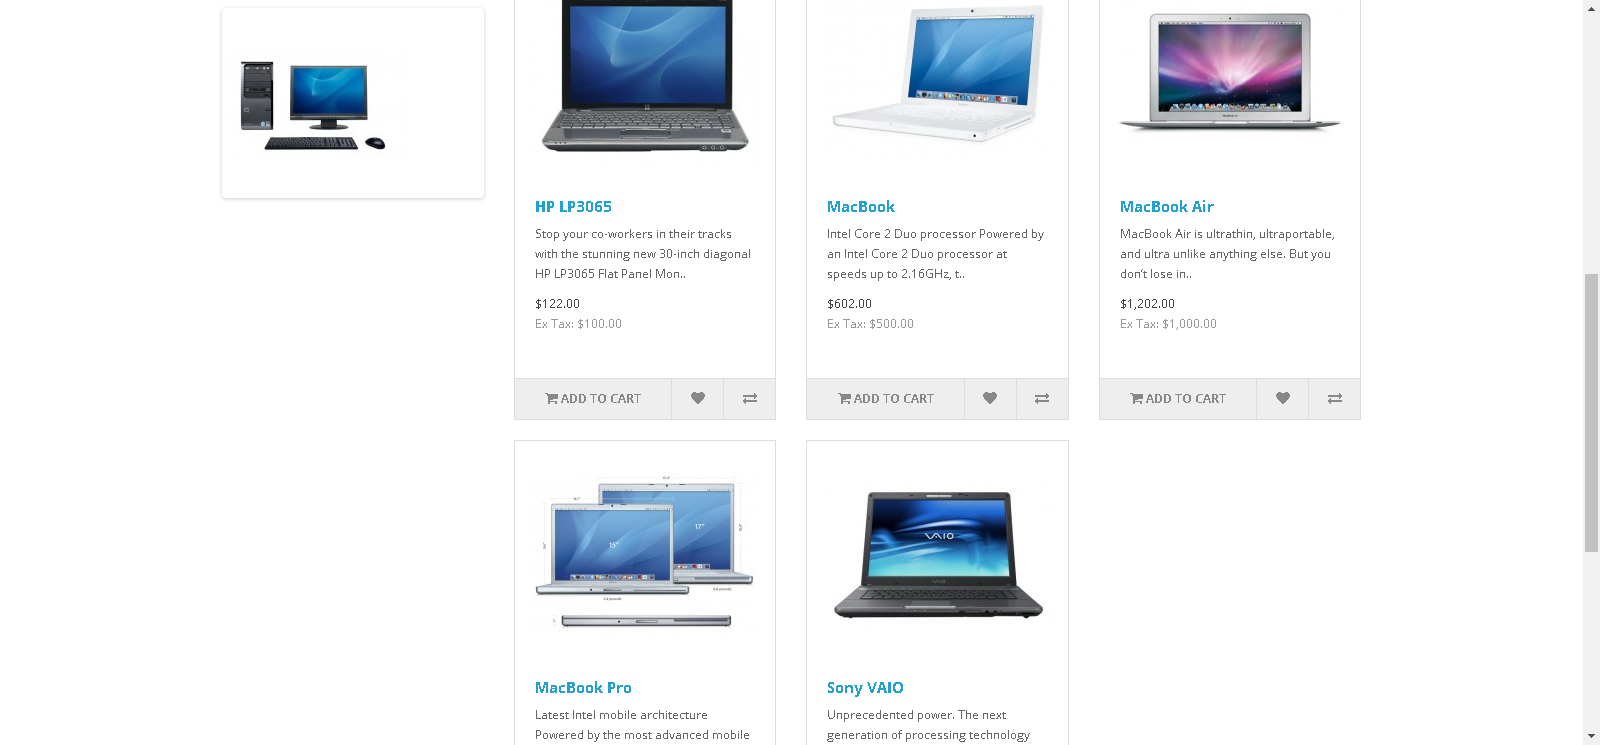 HP LP3065
Stop your co-workers in their tracks
with the stunning new 30-inch diagonal
HP LP3065 Flat Panel Mon..
$122.00
Ex Tax: $100.00
ADD TO CART
MacBook
Intel Core 2 Duo processor Powered by
an Intel Core 2 Duo processor at
speeds up to 2.16GHz, t..
$602.00
Ex Tax: $500.00
ADD TO CART
MacBook Air
MacBook Air is ultrathin, ultraportable,
and ultra unlike anything else. But you
don’t lose in..
$1,202.00
Ex Tax: $1,000.00
ADD TO CART
15"
17"
MacBook Pro
Latest Intel mobile architecture
Powered by the most advanced mobile
VAIO
Sony VAIO
Unprecedented power. The next
generation of processing technology